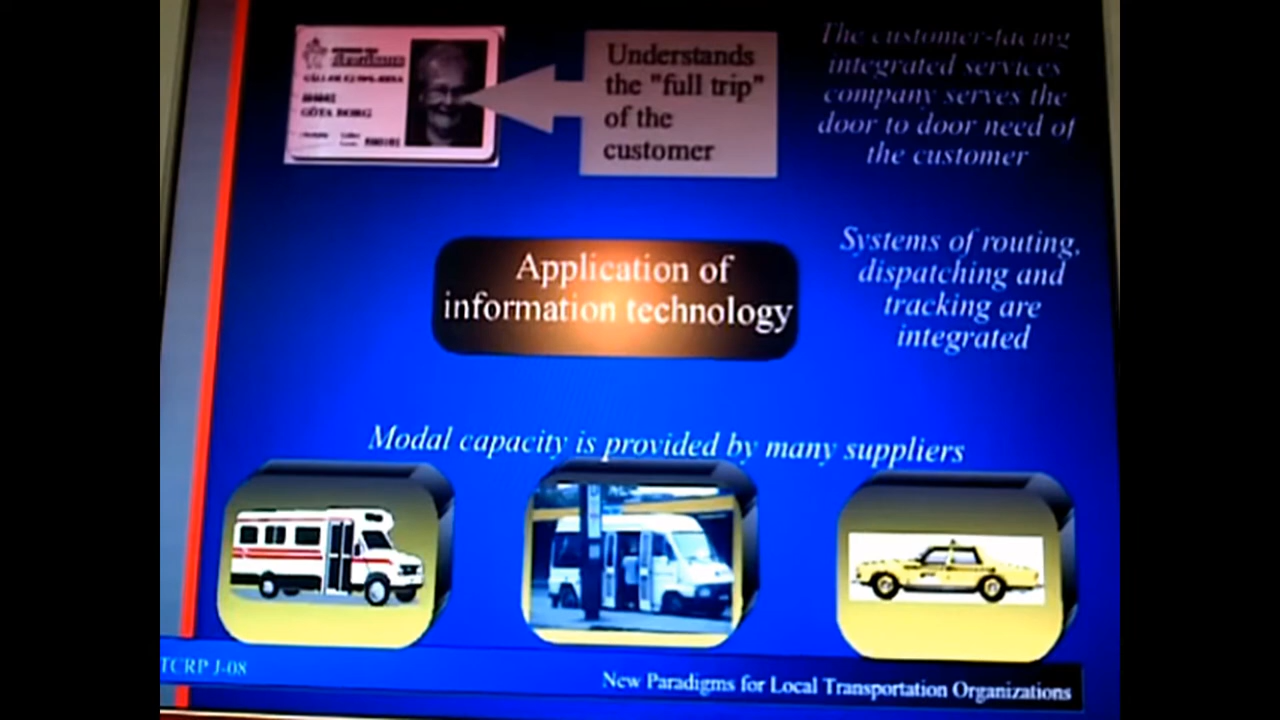 GÖTA BORG
Understands
the "full trip"
of the
customer
The customer-facing
integrated services
company serves the
door to door need of
the customer
Application of
information technology
Systems of routing,
dispatching and
tracking are
integrated
Modal capacity is provided by many suppliers
TCRP J-08
New Paradigms for Local Transportation Organizations